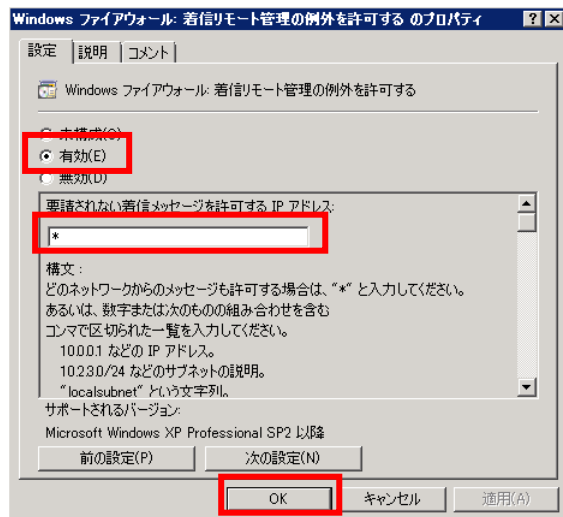 Windows ファイアウォール: 着信リモート管理の例外を許可する のプロパティ
設定 説明 コメント
Windows ファイアウォール: 着信リモート管理の例外を許可する
未構成(C)
有効(E)
無効(D)
要請されない着信メッセージを許可する IP アドレス:
*
構文 :
どのネットワークからのメッセージも許可する場合は、"*" と入力してください。
あるいは、数字または次のものの組み合わせを含む
コンマで区切られた一覧を入力してください。
10.0.0.1 などの IP アドレス。
10.2.3.0/24 などのサブネットの説明。
"localsubnet" という文字列。
サポートされるバージョン:
Microsoft Windows XP Professional SP2 以降
前の設定(P) 次の設定(N)
OK キャンセル 適用(A)